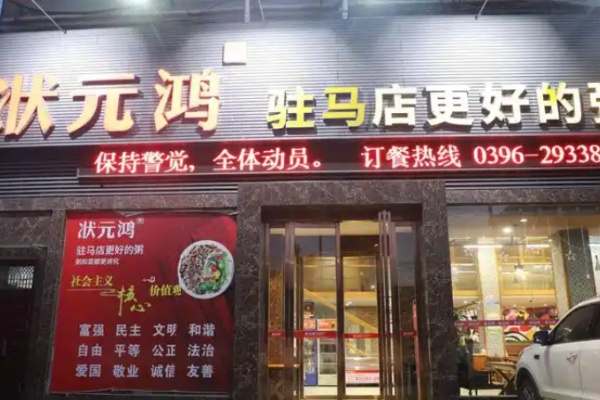 状元鸿® 驻马店更好的粥
保持警觉，全体动员。 订餐热线 0396-29338
状元鸿®
驻马店更好的粥
社会主义核心价值观
富强 民主 文明 和谐
自由 平等 公正 法治
爱国 敬业 诚信 友善